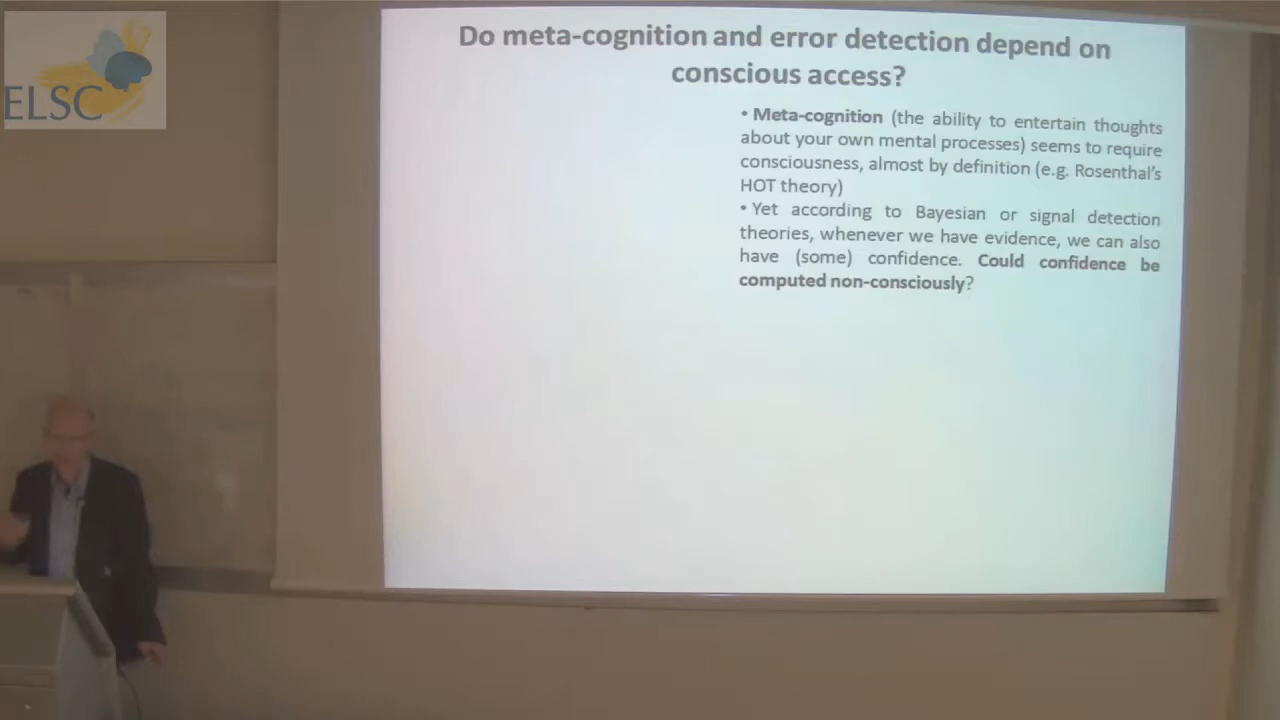 ELSC
Do meta-cognition and error detection depend on
conscious access?
• Meta-cognition (the ability to entertain thoughts
about your own mental processes) seems to require
consciousness, almost by definition (e.g. Rosenthal's
HOT theory)
• Yet according to Bayesian or signal detection
theories, whenever we have evidence, we can also
have (some) confidence. Could confidence be
computed non-consciously?